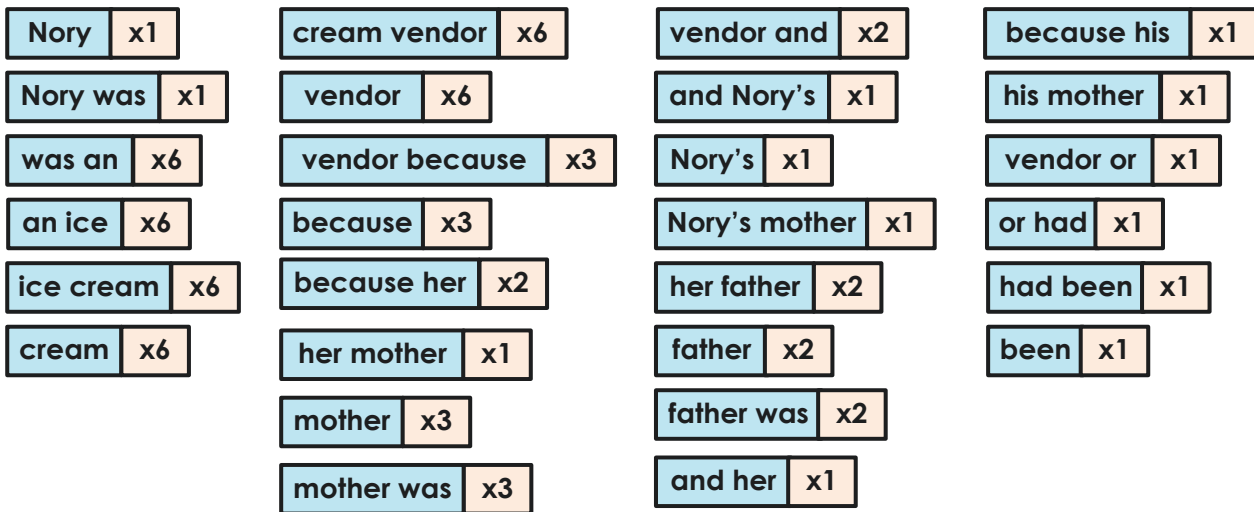 Nory x1
Nory was x1
was an x6
an ice x6
ice cream x6
cream x6
cream vendor x6
vendor x6
vendor because x3
because x3
because her x2
her mother x1
mother x3
mother was x3
vendor and x2
and Nory's x1
Nory's x1
Nory's mother x1
her father x2
father x2
father was x2
and her x1
because his x1
his mother x1
vendor or x1
or had x1
had been x1
been x1